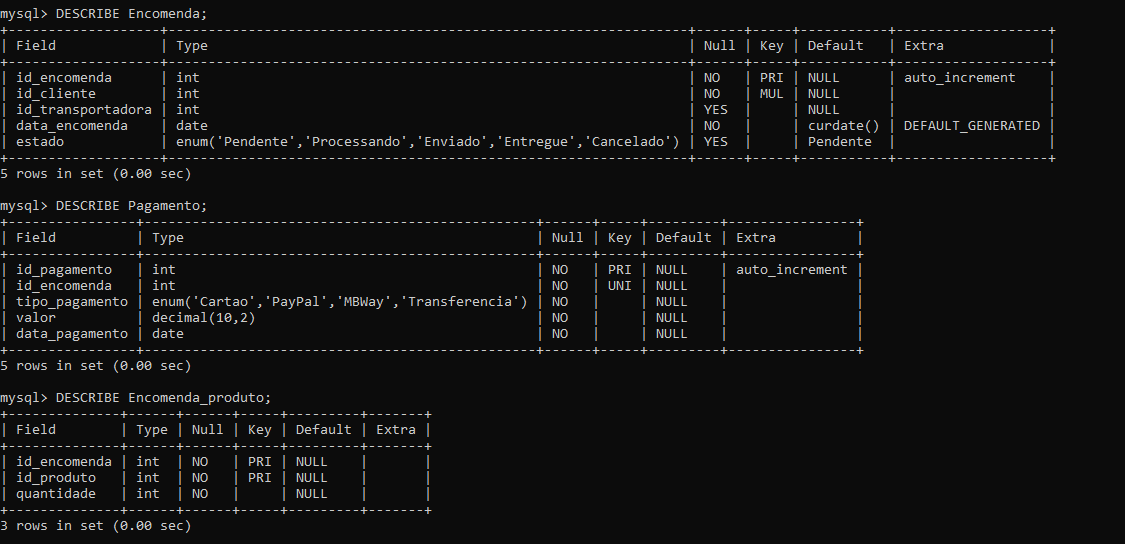 mysql> DESCRIBE Encomenda;
+-------------------+--------------------------------------------------------------------+------+-----+-----------+-------------------+
| Field             | Type                                                               | Null | Key | Default   | Extra             |
+-------------------+--------------------------------------------------------------------+------+-----+-----------+-------------------+
| id_encomenda      | int                                                                | NO   | PRI | NULL      | auto_increment    |
| id_cliente        | int                                                                | NO   | MUL | NULL      |                   |
| id_transportadora | int                                                                | YES  |     | NULL      |                   |
| data_encomenda    | date                                                               | NO   |     | curdate() | DEFAULT_GENERATED |
| estado            | enum('Pendente','Processando','Enviado','Entregue','Cancelado') | YES  |     | Pendente  |                   |
+-------------------+--------------------------------------------------------------------+------+-----+-----------+-------------------+
5 rows in set (0.00 sec)
mysql> DESCRIBE Pagamento;
+----------------+-------------------------------------------------+------+-----+---------+----------------+
| Field          | Type                                            | Null | Key | Default | Extra          |
+----------------+-------------------------------------------------+------+-----+---------+----------------+
| id_pagamento   | int                                             | NO   | PRI | NULL    | auto_increment |
| id_encomenda   | int                                             | NO   | UNI | NULL    |                |
| tipo_pagamento | enum('Cartao','PayPal','MBWay','Transferencia') | NO   |     | NULL    |                |
| valor          | decimal(10,2)                                   | NO   |     | NULL    |                |
| data_pagamento | date                                            | NO   |     | NULL    |                |
+----------------+-------------------------------------------------+------+-----+---------+----------------+
5 rows in set (0.00 sec)
mysql> DESCRIBE Encomenda_produto;
+--------------+------+------+-----+---------+-------+
| Field        | Type | Null | Key | Default | Extra |
+--------------+------+------+-----+---------+-------+
| id_encomenda | int  | NO   | PRI | NULL    |       |
| id_produto   | int  | NO   | PRI | NULL    |       |
| quantidade   | int  | NO   |     | NULL    |       |
+--------------+------+------+-----+---------+-------+
3 rows in set (0.00 sec)